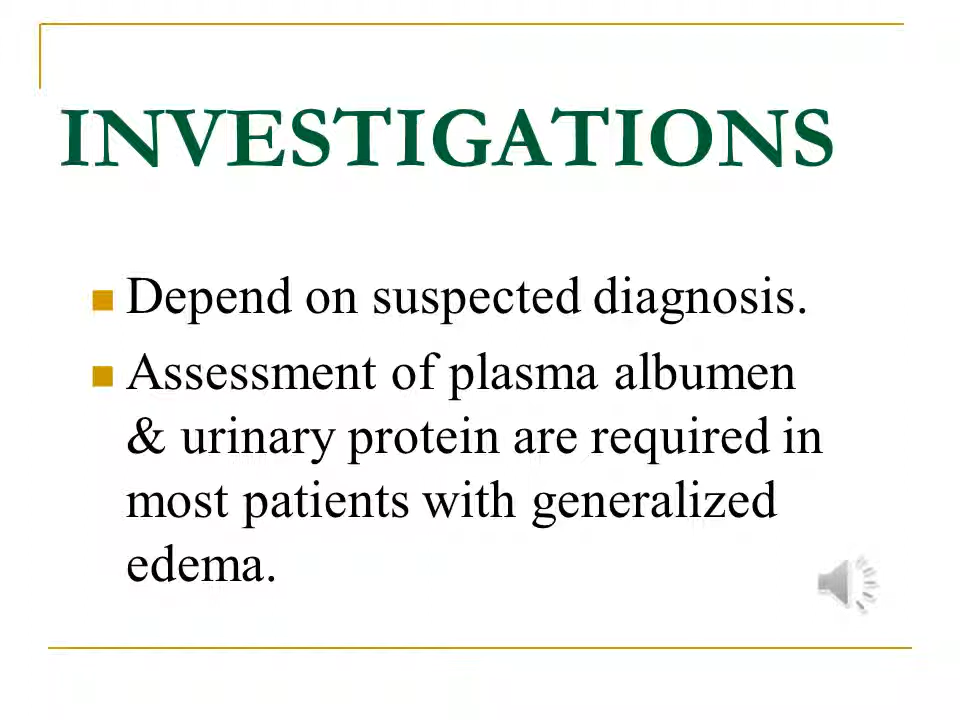 INVESTIGATIONS
Depend on suspected diagnosis.
Assessment of plasma albumen
& urinary protein are required in
most patients with generalized
edema.